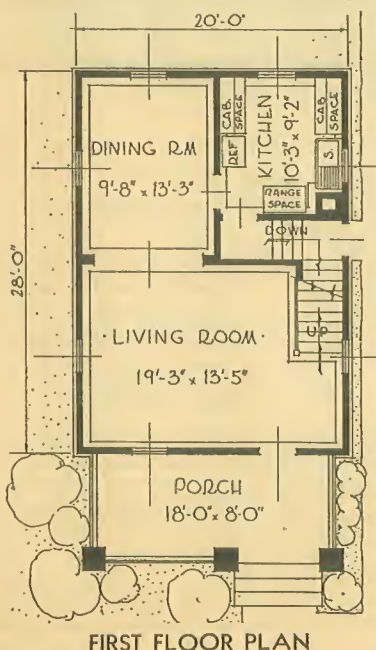 20'-0"
28'-0"
DINING RM
9'-8" x 13'-3"
CAB.
SPACE
REF
KITCHEN
10'-3" x 9'-2"
CAB
SPACE
S.
RANGE
SPACE
DOWN
UP
·LIVING ROOM·
19'-3" x 13'-5"
PORCH
18'-0" x 8'-0"
FIRST FLOOR PLAN